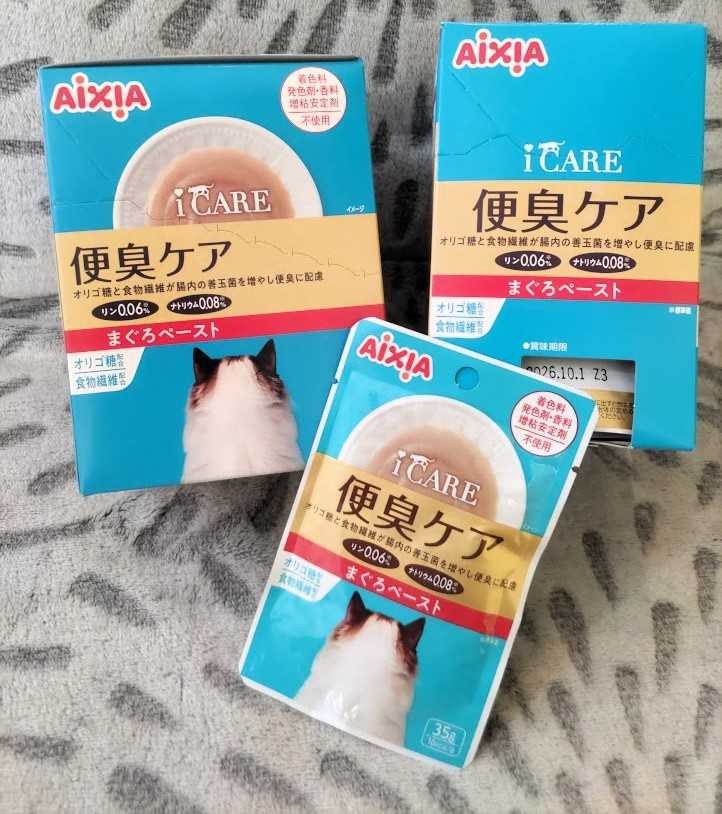 AIXIA
着色料
発色剤・香料
増粘安定剤
不使用
i CARE
イメージ
便臭ケア
オリゴ糖と食物繊維が腸内の善玉菌を増やし便臭に配慮
リン0.06※% ナトリウム0.08※%
まぐろペースト
オリゴ糖配合
食物繊維配合
AIXIA
i CARE
便臭ケア
オリゴ糖と食物繊維が腸内の善玉菌を増やし便臭に配慮
リン0.06※% ナトリウム0.08※%
まぐろペースト
※標準値
オリゴ糖配合
食物繊維配合
●賞味期限
2026.10.1 Z3
AIXIA
着色料
発色剤・香料
増粘安定剤
不使用
i CARE
便臭ケア
オリゴ糖と食物繊維が腸内の善玉菌を増やし便臭に配慮
リン0.06※% ナトリウム0.08※%
まぐろペースト
オリゴ糖配合
食物繊維配合
35g